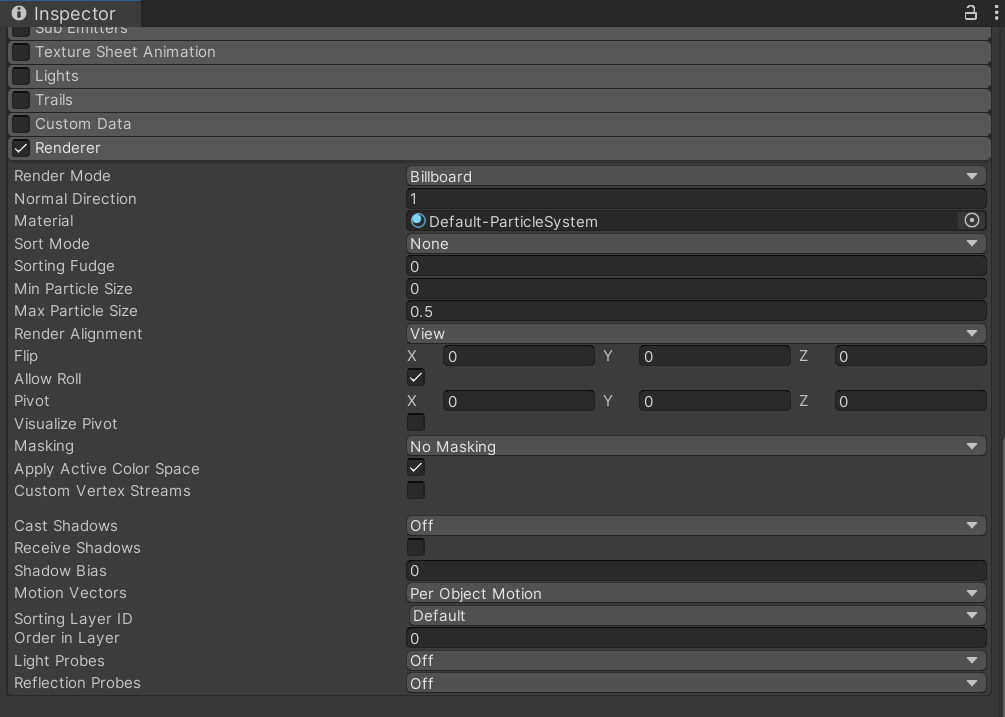 Inspector
Sub Emitters
Texture Sheet Animation
Lights
Trails
Custom Data
Renderer
Render Mode Billboard
Normal Direction 1
Material Default-ParticleSystem
Sort Mode None
Sorting Fudge 0
Min Particle Size 0
Max Particle Size 0.5
Render Alignment View
Flip X 0 Y 0 Z 0
Allow Roll
Pivot X 0 Y 0 Z 0
Visualize Pivot
Masking No Masking
Apply Active Color Space
Custom Vertex Streams
Cast Shadows Off
Receive Shadows
Shadow Bias 0
Motion Vectors Per Object Motion
Sorting Layer ID Default
Order in Layer 0
Light Probes Off
Reflection Probes Off